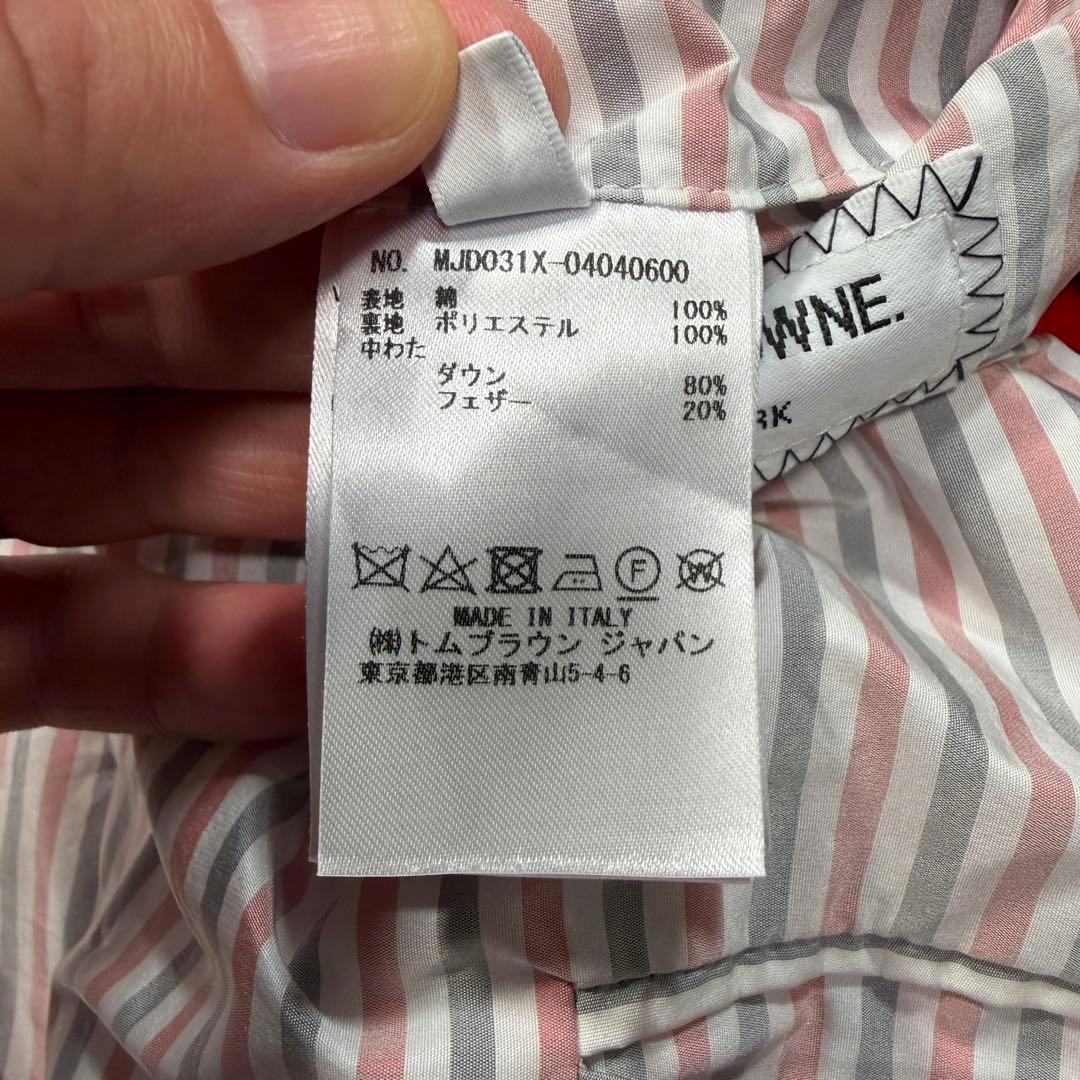 NO. MJD031X-04040600
表地 綿 100%
裏地 ポリエステル 100%
中わた
ダウン 80%
フェザー 20%
F W
MADE IN ITALY
㈱トムブラウン ジャパン
東京都港区南青山5-4-6
WNE.
RK